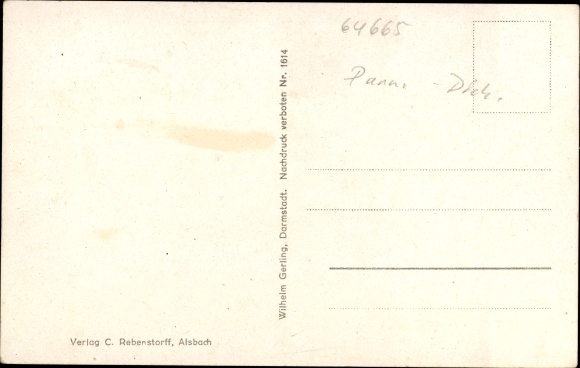 64665
Wilhelm Gerling, Darmstadt. Nachdruck verboten Nr. 1614
Verlag C. Rebenstorff, Alsbach